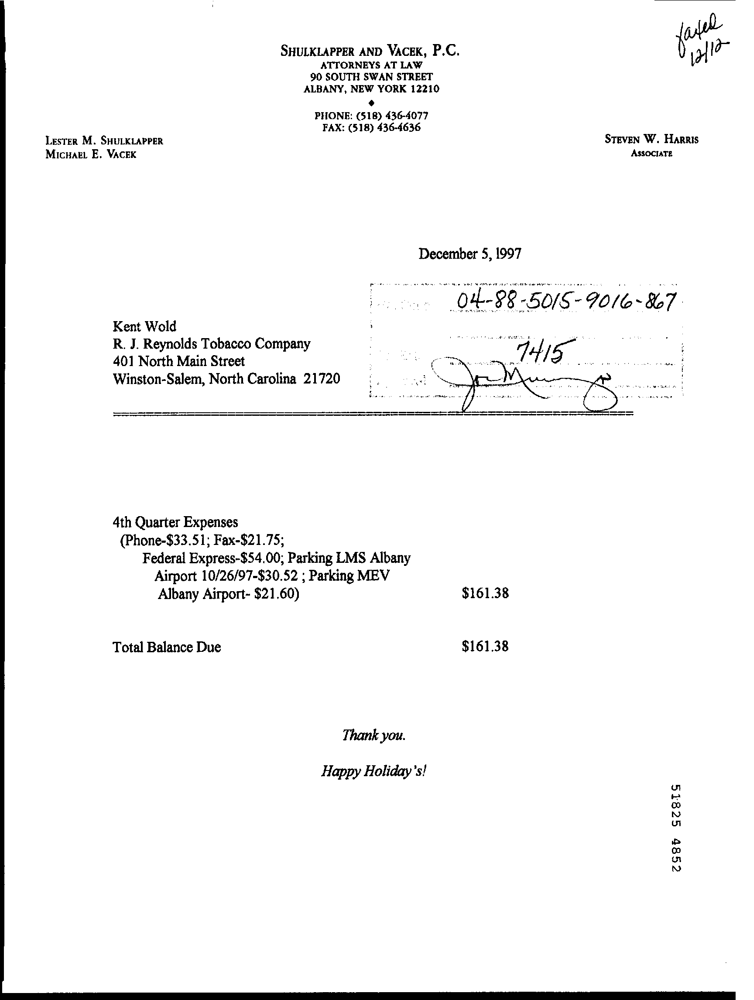 faxed
12/12
SHULKLAPPER AND VACEK, P.C.
ATTORNEYS AT LAW
90 SOUTH SWAN STREET
ALBANY, NEW YORK 12210
PHONE: (518) 436-4077
FAX: (518) 436-4636
LESTER M. SHULKLAPPER
MICHAEL E. VACEK
STEVEN W. HARRIS
ASSOCIATE
December 5, 1997
04-88-5015-9016-867
7415
Kent Wold
R. J. Reynolds Tobacco Company
401 North Main Street
Winston-Salem, North Carolina 21720
4th Quarter Expenses
(Phone-$33.51; Fax-$21.75;
Federal Express-$54.00; Parking LMS Albany
Airport 10/26/97-$30.52 ; Parking MEV
Albany Airport- $21.60) $161.38
Total Balance Due $161.38
Thank you.
Happy Holiday's!
51825 4852